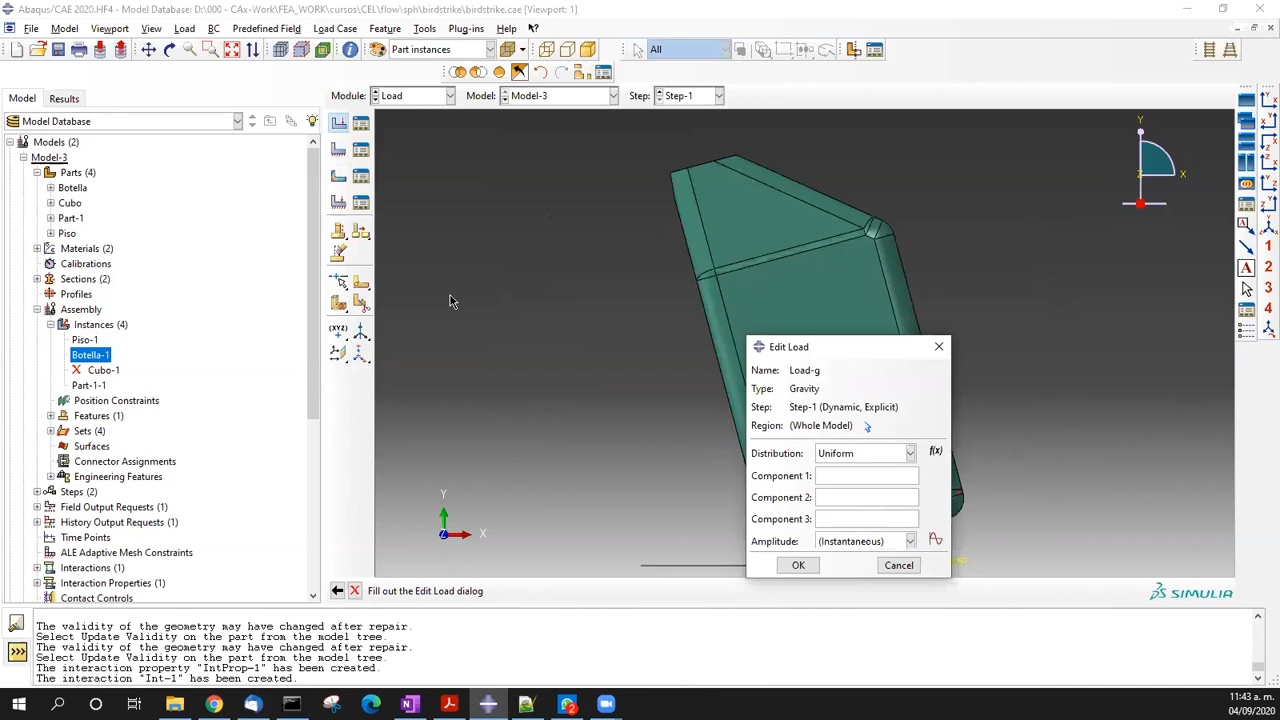 Abaqus/CAE 2020.HF4 - Model Database: D:\000 - CAx-Work\FEA_WORK\cursos\CEL\flow\sph\birdstrike\birdstrike.cae [Viewport: 1]
File Model Viewport View Load BC Predefined Field Load Case Feature Tools Plug-ins Help
Part instances All
Model Results Module: Load Model: Model-3 Step: Step-1
Model Database
Models (2)
Model-3
Parts (4)
Botella
Cubo
Part-1
Piso
Materials (2)
Calibrations
Sections (2)
Profiles
Assembly
Instances (4)
Piso-1
Botella-1
Cubo-1
Part-1-1
Position Constraints
Features (1)
Sets (4)
Surfaces
Connector Assignments
Engineering Features
Steps (2)
Field Output Requests (1)
History Output Requests (1)
Time Points
ALE Adaptive Mesh Constraints
Interactions (1)
Interaction Properties (1)
Contact Controls
(XYZ)
Y
X
Z
Y
X
Z
Edit Load
Name: Load-g
Type: Gravity
Step: Step-1 (Dynamic, Explicit)
Region: (Whole Model)
Distribution: Uniform f(x)
Component 1:
Component 2:
Component 3:
Amplitude: (Instantaneous)
OK Cancel
1
2
3
4
A
A
Fill out the Edit Load dialog
SIMULIA
The validity of the geometry may have changed after repair.
Select Update Validity on the part from the model tree.
The validity of the geometry may have changed after repair.
Select Update Validity on the part from the model tree.
The interaction property "IntProp-1" has been created.
The interaction "Int-1" has been created.
>>>
11:43 a. m.
04/09/2020